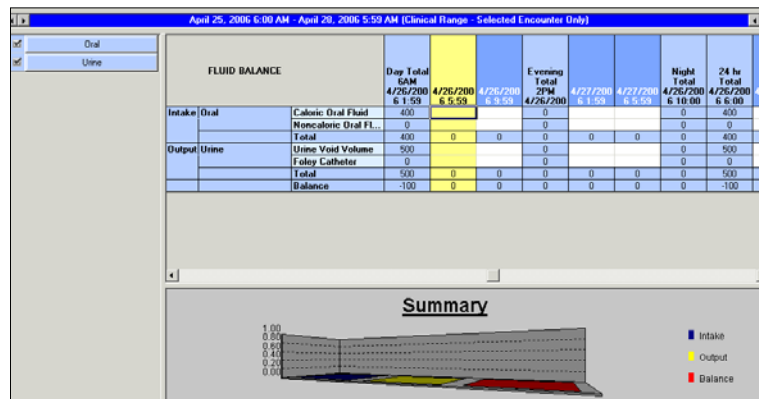 April 25, 2006 6:00 AM - April 28, 2006 5:59 AM (Clinical Range - Selected Encounter Only)
Oral
Urine
FLUID BALANCE
Day Total 6AM 4/26/200 6 1:59
4/26/200 6 5:59
4/26/200 6 9:59
Evening Total 2PM 4/26/200
4/27/200 6 1:59
4/27/200 6 5:59
Night Total 4/26/200 6 10:00
24 hr Total 4/26/200 6 6:00
Intake Oral Caloric Oral Fluid 400 0 0 400
Noncaloric Oral Fl... 0 0 0 0
Total 400 0 0 0 0 0 0 400
Output Urine Urine Void Volume 500 0 0 500
Foley Catheter 0 0 0 0
Total 500 0 0 0 0 0 0 500
Balance -100 0 0 0 0 0 0 -100
Summary
1.00
0.80
0.60
0.40
0.20
0.00
Intake
Output
Balance